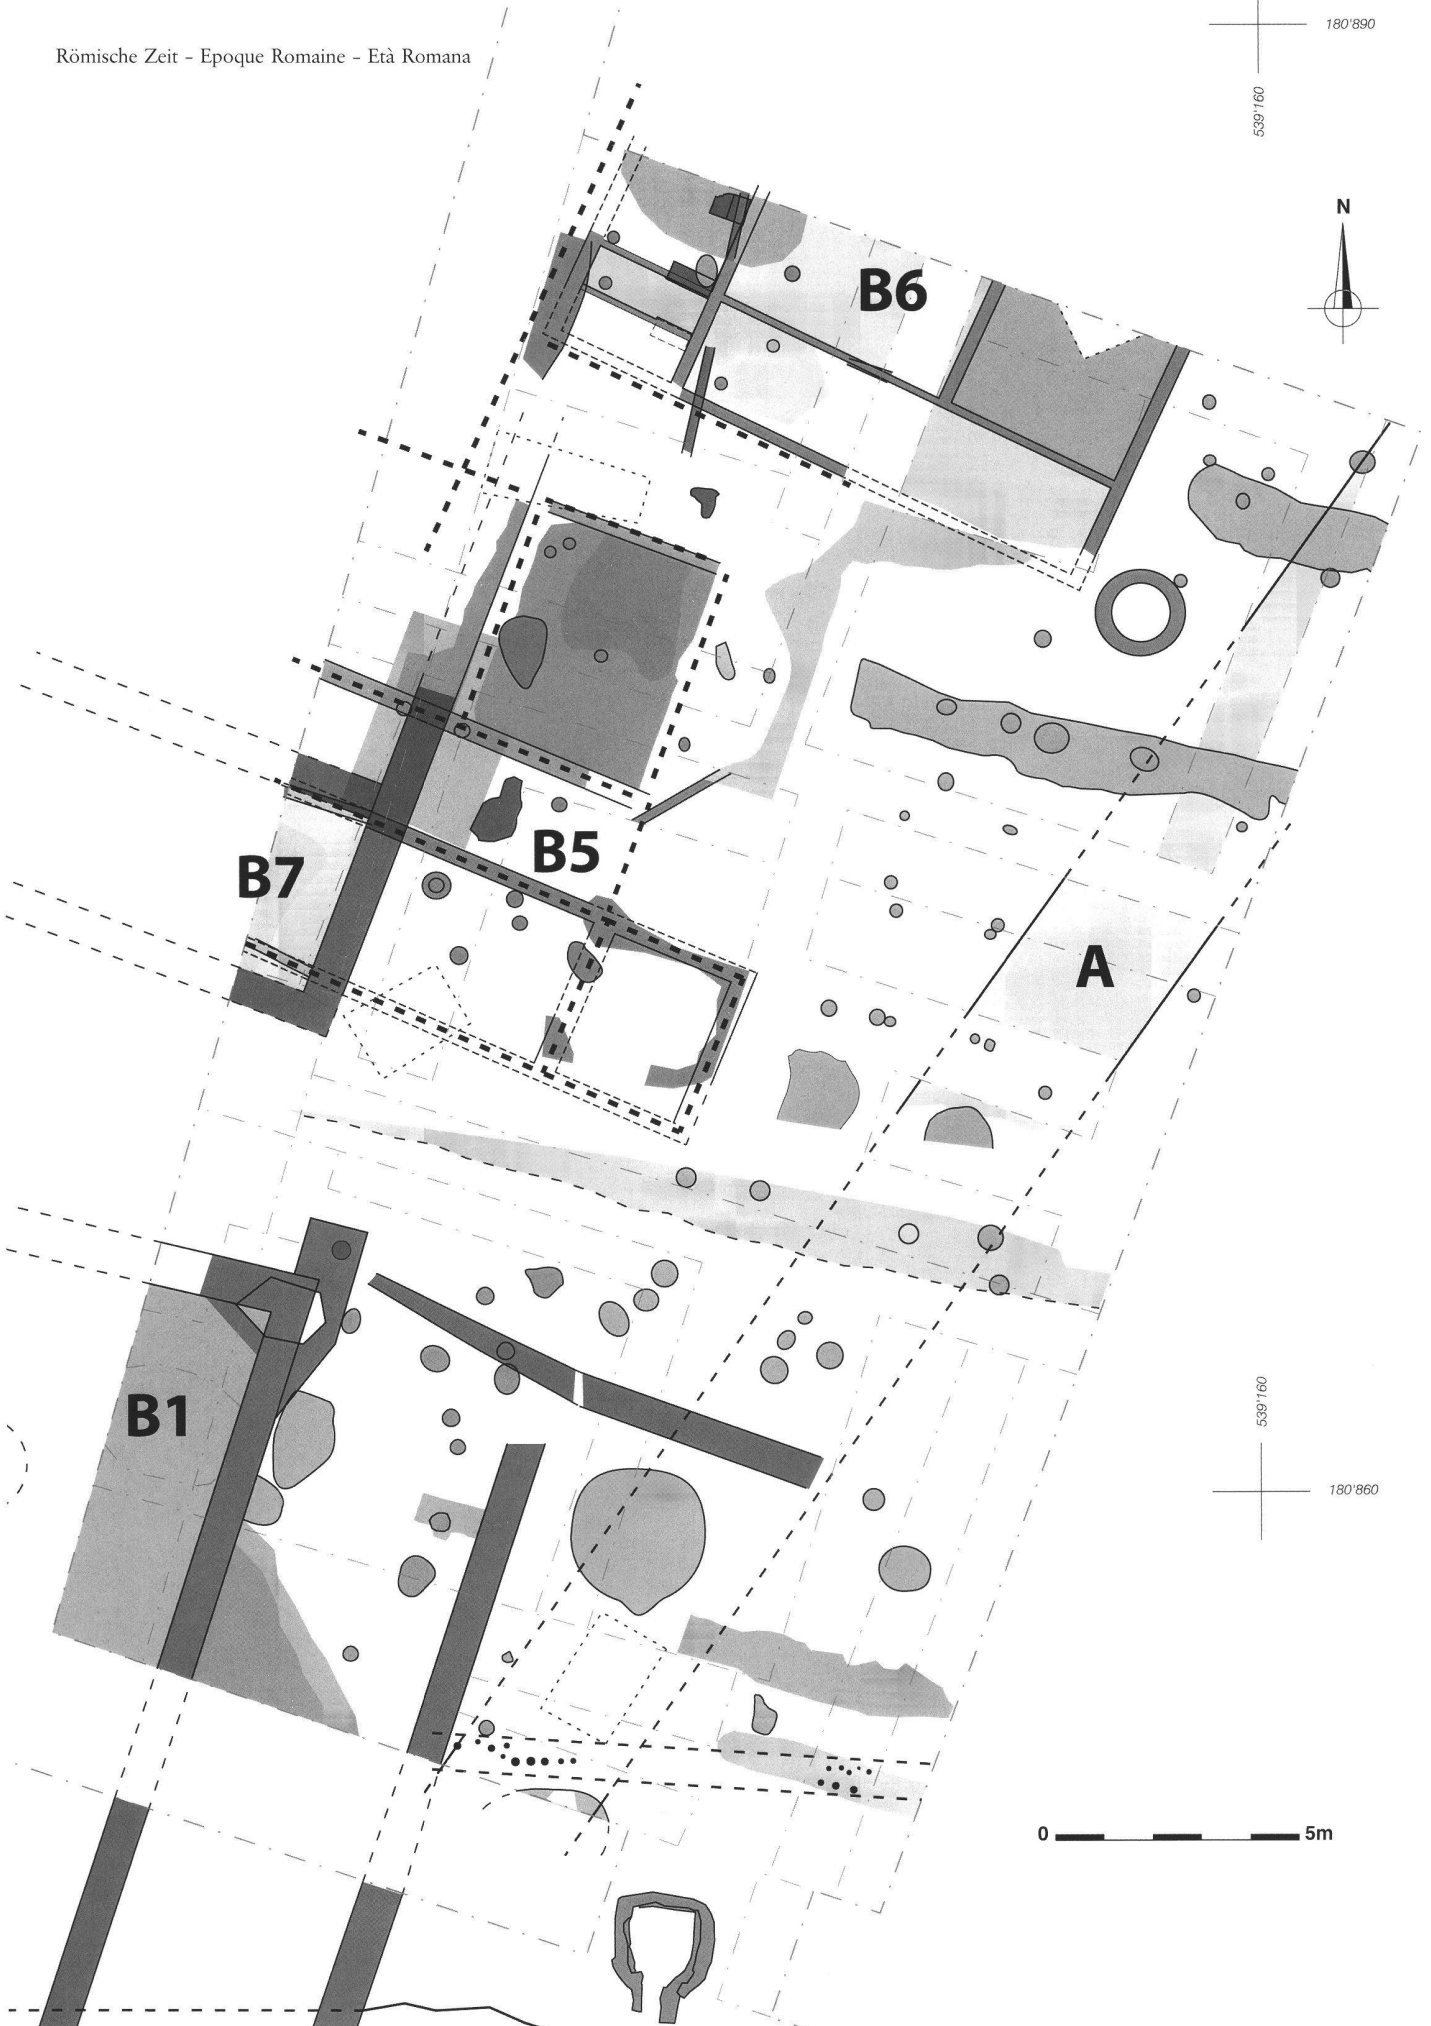 180'890
Römische Zeit – Epoque Romaine – Età Romana
539'160
N
B6
B5
B7
A
539'160
B1
180'860
0 5m